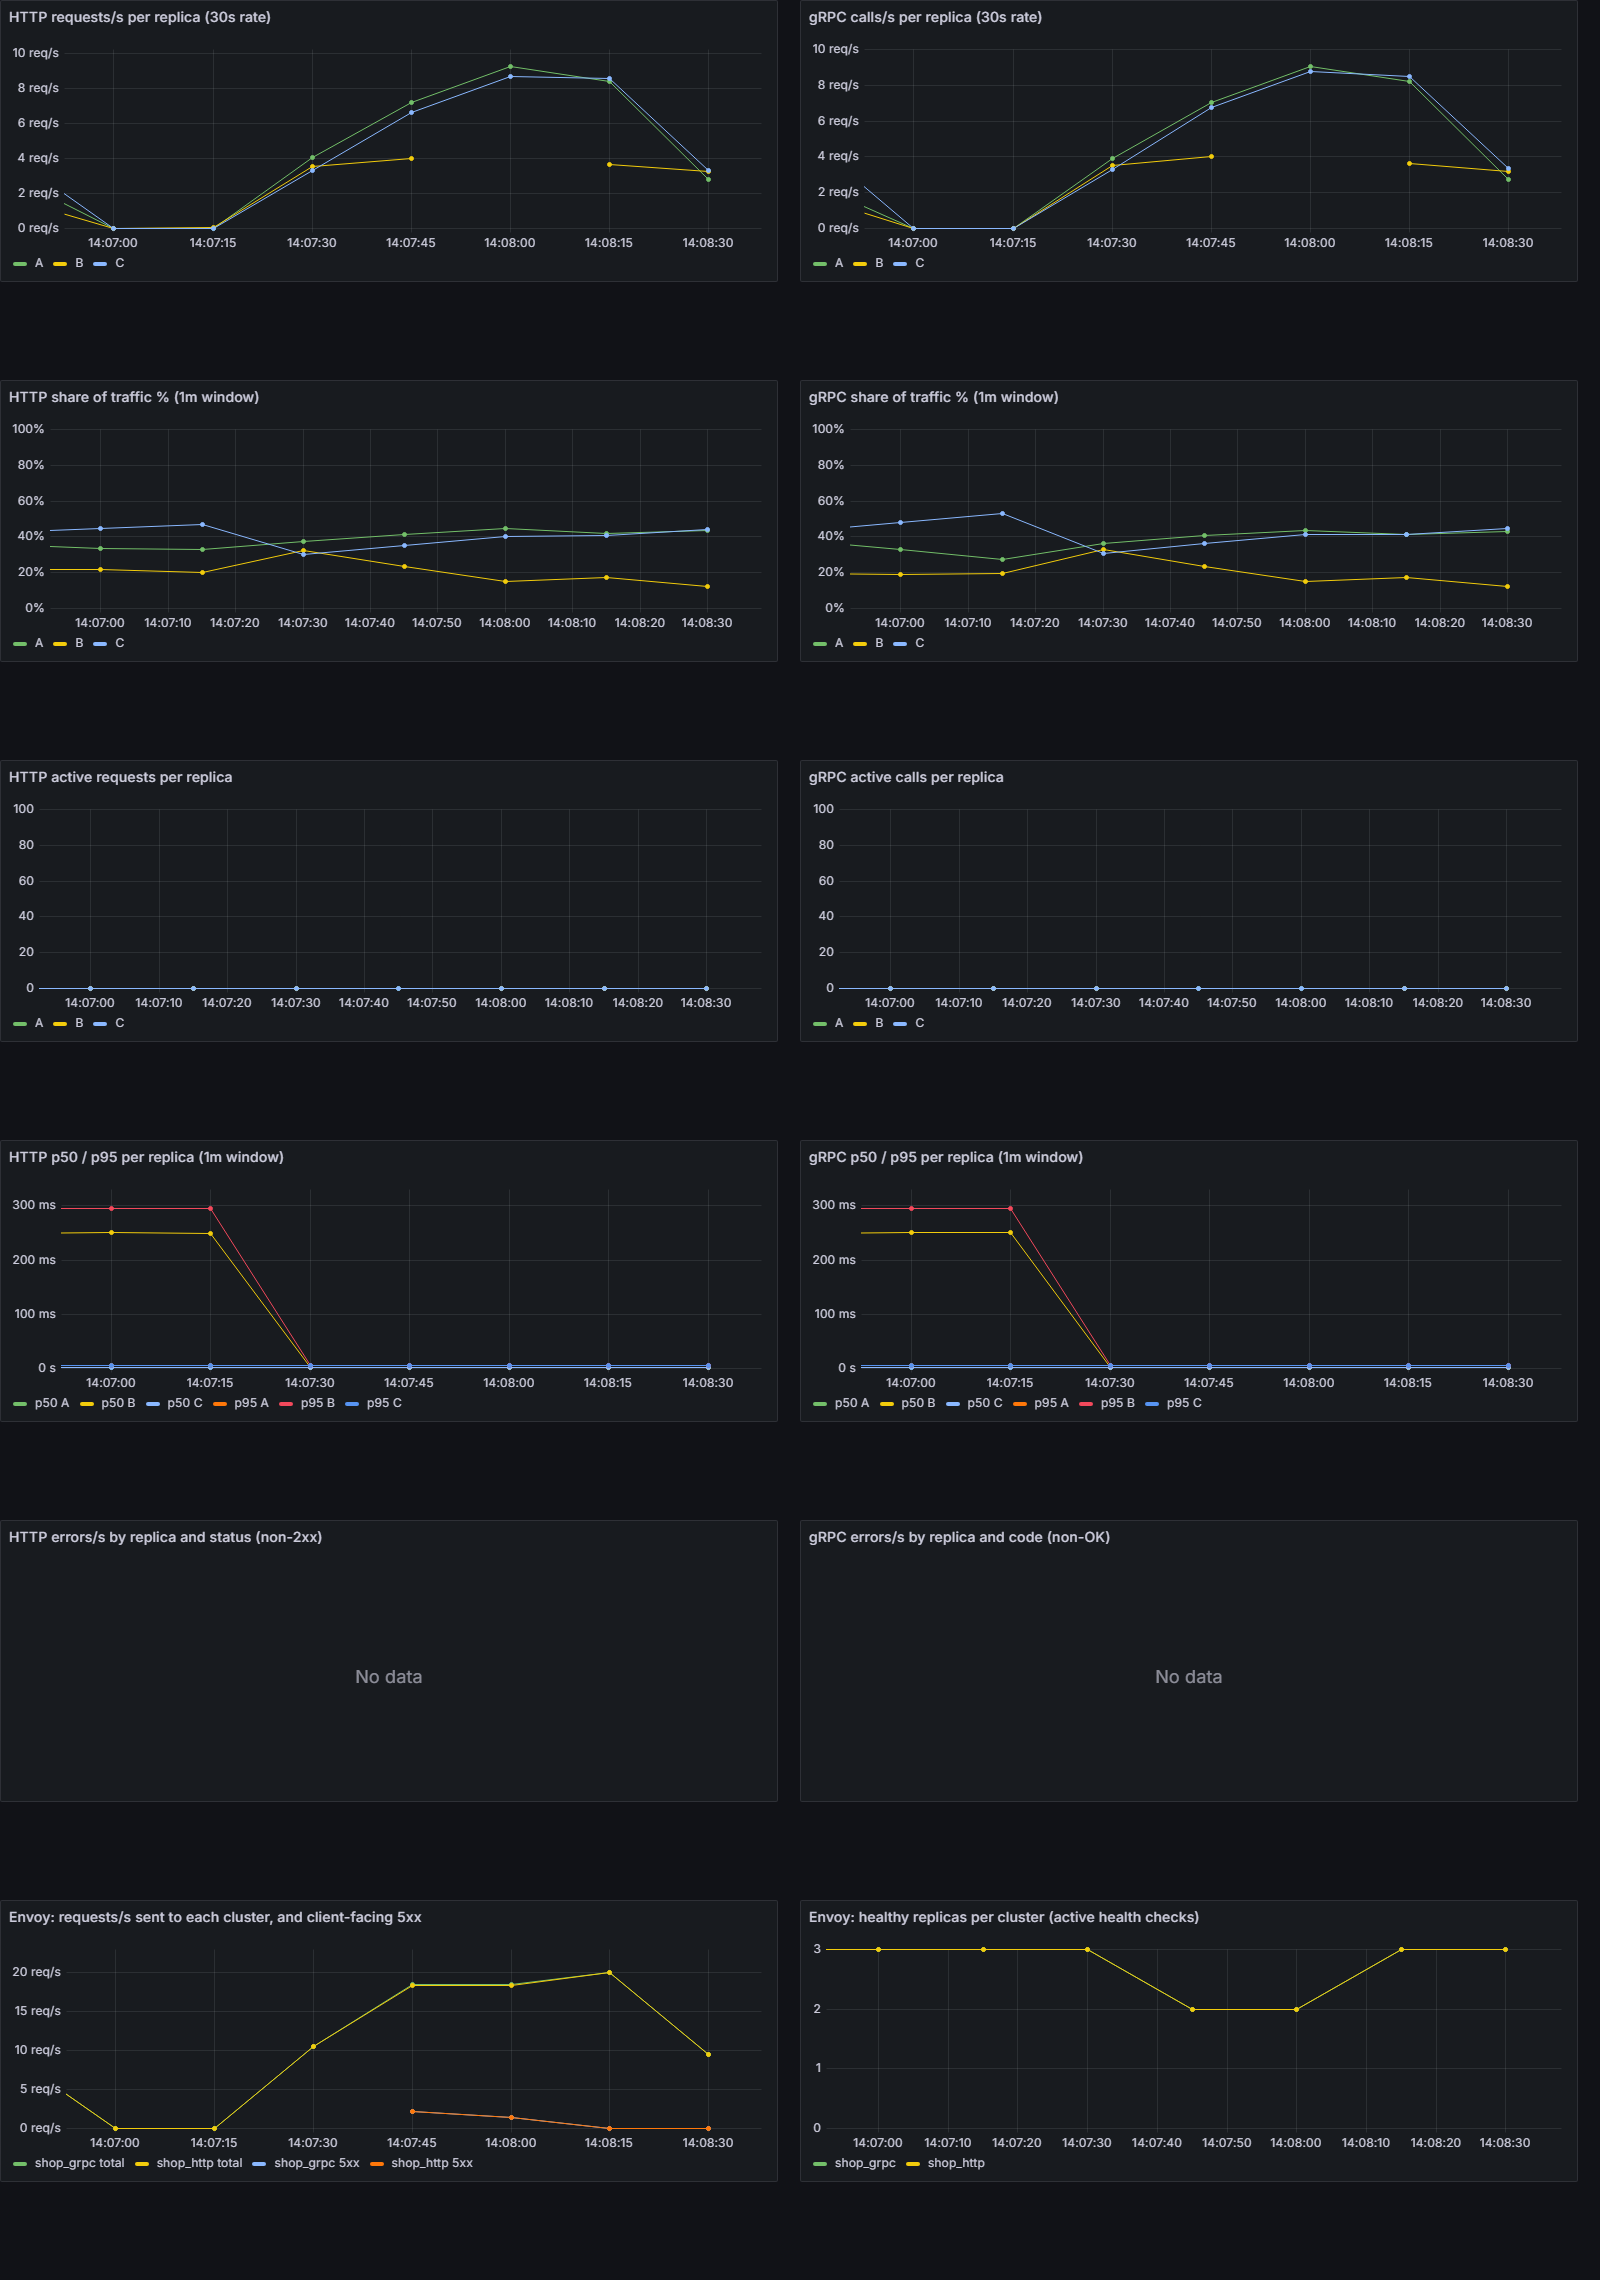 HTTP requests/s per replica (30s rate)
10 req/s
8 req/s
6 req/s
4 req/s
2 req/s
0 req/s
14:07:00 14:07:15 14:07:30 14:07:45 14:08:00 14:08:15 14:08:30
A B C
gRPC calls/s per replica (30s rate)
10 req/s
8 req/s
6 req/s
4 req/s
2 req/s
0 req/s
14:07:00 14:07:15 14:07:30 14:07:45 14:08:00 14:08:15 14:08:30
A B C
HTTP share of traffic % (1m window)
100%
80%
60%
40%
20%
0%
14:07:00 14:07:10 14:07:20 14:07:30 14:07:40 14:07:50 14:08:00 14:08:10 14:08:20 14:08:30
A B C
gRPC share of traffic % (1m window)
100%
80%
60%
40%
20%
0%
14:07:00 14:07:10 14:07:20 14:07:30 14:07:40 14:07:50 14:08:00 14:08:10 14:08:20 14:08:30
A B C
HTTP active requests per replica
100
80
60
40
20
0
14:07:00 14:07:10 14:07:20 14:07:30 14:07:40 14:07:50 14:08:00 14:08:10 14:08:20 14:08:30
A B C
gRPC active calls per replica
100
80
60
40
20
0
14:07:00 14:07:10 14:07:20 14:07:30 14:07:40 14:07:50 14:08:00 14:08:10 14:08:20 14:08:30
A B C
HTTP p50 / p95 per replica (1m window)
300 ms
200 ms
100 ms
0 s
14:07:00 14:07:15 14:07:30 14:07:45 14:08:00 14:08:15 14:08:30
p50 A p50 B p50 C p95 A p95 B p95 C
gRPC p50 / p95 per replica (1m window)
300 ms
200 ms
100 ms
0 s
14:07:00 14:07:15 14:07:30 14:07:45 14:08:00 14:08:15 14:08:30
p50 A p50 B p50 C p95 A p95 B p95 C
HTTP errors/s by replica and status (non-2xx)
No data
gRPC errors/s by replica and code (non-OK)
No data
Envoy: requests/s sent to each cluster, and client-facing 5xx
20 req/s
15 req/s
10 req/s
5 req/s
0 req/s
14:07:00 14:07:15 14:07:30 14:07:45 14:08:00 14:08:15 14:08:30
shop_grpc total shop_http total shop_grpc 5xx shop_http 5xx
Envoy: healthy replicas per cluster (active health checks)
3
2
1
0
14:07:00 14:07:10 14:07:20 14:07:30 14:07:40 14:07:50 14:08:00 14:08:10 14:08:20 14:08:30
shop_grpc shop_http